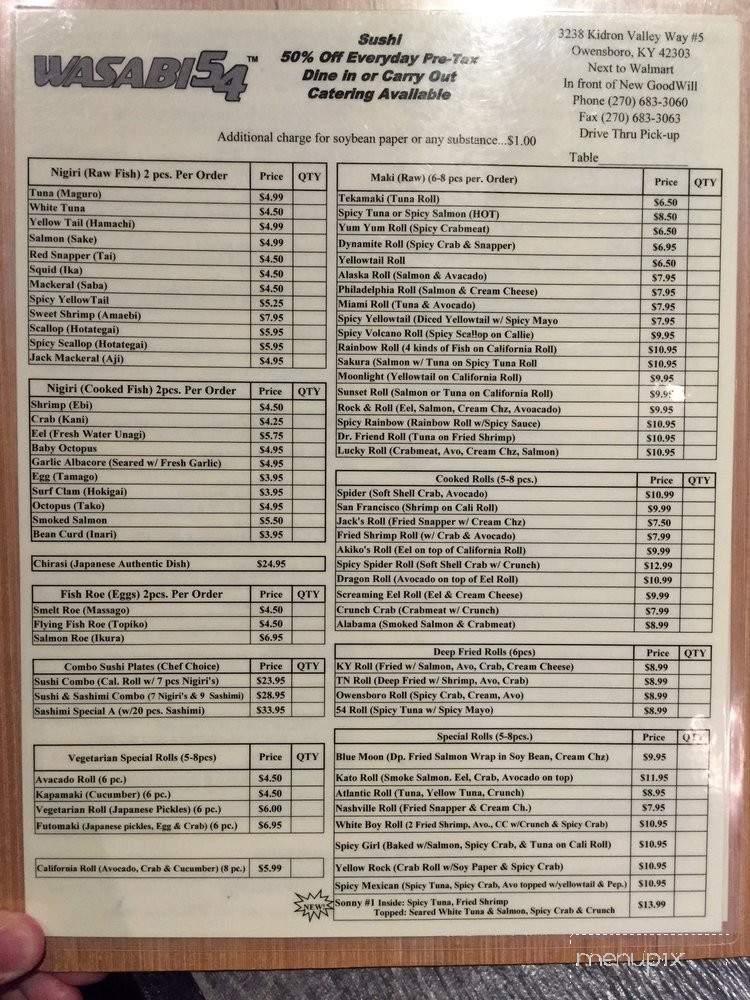 WASABI 54™
Sushi
50% Off Everyday Pre-Tax
Dine in or Carry Out
Catering Available
3238 Kidron Valley Way #5
Owensboro, KY 42303
Next to Walmart
In front of New GoodWill
Phone (270) 683-3060
Fax (270) 683-3063
Drive Thru Pick-up
Additional charge for soybean paper or any substance...$1.00
Table
Nigiri (Raw Fish) 2 pcs. Per Order Price QTY
Tuna (Maguro) $4.99
White Tuna $4.50
Yellow Tail (Hamachi) $4.99
Salmon (Sake) $4.99
Red Snapper (Tai) $4.50
Squid (Ika) $4.50
Mackeral (Saba) $4.50
Spicy YellowTail $5.25
Sweet Shrimp (Amaebi) $7.95
Scallop (Hotategai) $5.95
Spicy Scallop (Hotategai) $5.95
Jack Mackeral (Aji) $4.95
Nigiri (Cooked Fish) 2pcs. Per Order Price QTY
Shrimp (Ebi) $4.50
Crab (Kani) $4.25
Eel (Fresh Water Unagi) $5.75
Baby Octopus $4.95
Garlic Albacore (Seared w/ Fresh Garlic) $4.95
Egg (Tamago) $3.95
Surf Clam (Hokigai) $3.95
Octopus (Tako) $4.95
Smoked Salmon $5.50
Bean Curd (Inari) $3.95
Chirasi (Japanese Authentic Dish) $24.95
Fish Roe (Eggs) 2pcs. Per Order Price QTY
Smelt Roe (Massago) $4.50
Flying Fish Roe (Topiko) $4.50
Salmon Roe (Ikura) $6.95
Combo Sushi Plates (Chef Choice) Price QTY
Sushi Combo (Cal. Roll w/ 7 pcs Nigiri's) $23.95
Sushi & Sashimi Combo (7 Nigiri's & 9 Sashimi) $28.95
Sashimi Special A (w/20 pcs. Sashimi) $33.95
Vegetarian Special Rolls (5-8pcs) Price QTY
Avacado Roll (6 pc.) $4.50
Kapamaki (Cucumber) (6 pc.) $4.50
Vegetarian Roll (Japanese Pickles) (6 pc.) $6.00
Futomaki (Japanese pickles, Egg & Crab) (6 pc.) $6.95
California Roll (Avocado, Crab & Cucumber) (8 pc.) $5.99
Maki (Raw) (6-8 pcs per. Order) Price QTY
Tekamaki (Tuna Roll) $6.50
Spicy Tuna or Spicy Salmon (HOT) $8.50
Yum Yum Roll (Spicy Crabmeat) $6.50
Dynamite Roll (Spicy Crab & Snapper) $6.95
Yellowtail Roll $6.50
Alaska Roll (Salmon & Avacado) $7.95
Philadelphia Roll (Salmon & Cream Cheese) $7.95
Miami Roll (Tuna & Avocado) $7.95
Spicy Yellowtail (Diced Yellowtail w/ Spicy Mayo $7.95
Spicy Volcano Roll (Spicy Scallop on Callie) $9.95
Rainbow Roll (4 kinds of Fish on California Roll) $10.95
Sakura (Salmon w/ Tuna on Spicy Tuna Roll $10.95
Moonlight (Yellowtail on California Roll) $9.95
Sunset Roll (Salmon or Tuna on California Roll) $9.95
Rock & Roll (Eel, Salmon, Cream Chz, Avoacado) $9.95
Spicy Rainbow (Rainbow Roll w/Spicy Sauce) $10.95
Dr. Friend Roll (Tuna on Fried Shrimp) $10.95
Lucky Roll (Crabmeat, Avo, Cream Chz, Salmon) $10.95
Cooked Rolls (5-8 pcs.) Price QTY
Spider (Soft Shell Crab, Avocado) $10.99
San Francisco (Shrimp on Cali Roll) $9.99
Jack's Roll (Fried Snapper w/ Cream Chz) $7.50
Fried Shrimp Roll (w/ Crab & Avocado) $7.99
Akiko's Roll (Eel on top of California Roll) $9.99
Spicy Spider Roll (Soft Shell Crab w/ Crunch) $12.99
Dragon Roll (Avocado on top of Eel Roll) $10.99
Screaming Eel Roll (Eel & Cream Cheese) $9.99
Crunch Crab (Crabmeat w/ Crunch) $7.99
Alabama (Smoked Salmon & Crabmeat) $8.99
Deep Fried Rolls (6pcs) Price QTY
KY Roll (Fried w/ Salmon, Avo, Crab, Cream Cheese) $8.99
TN Roll (Deep Fried w/ Shrimp, Avo, Crab) $8.99
Owensboro Roll (Spicy Crab, Cream, Avo) $8.99
54 Roll (Spicy Tuna w/ Spicy Mayo) $8.99
Special Rolls (5-8pcs.) Price QTY
Blue Moon (Dp. Fried Salmon Wrap in Soy Bean, Cream Chz) $9.95
Kato Roll (Smoke Salmon. Eel, Crab, Avocado on top) $11.95
Atlantic Roll (Tuna, Yellow Tuna, Crunch) $8.95
Nashville Roll (Fried Snapper & Cream Ch.) $7.95
White Boy Roll (2 Fried Shrimp, Avo., CC w/Crunch & Spicy Crab) $10.95
Spicy Girl (Baked w/Salmon, Spicy Crab, & Tuna on Cali Roll) $10.95
Yellow Rock (Crab Roll w/Soy Paper & Spicy Crab) $10.95
Spicy Mexican (Spicy Tuna, Spicy Crab, Avo topped w/yellowtail & Pep.) $10.95
NEW! Sonny #1 Inside: Spicy Tuna, Fried Shrimp $13.99
Topped: Seared White Tuna & Salmon, Spicy Crab & Crunch
menupix